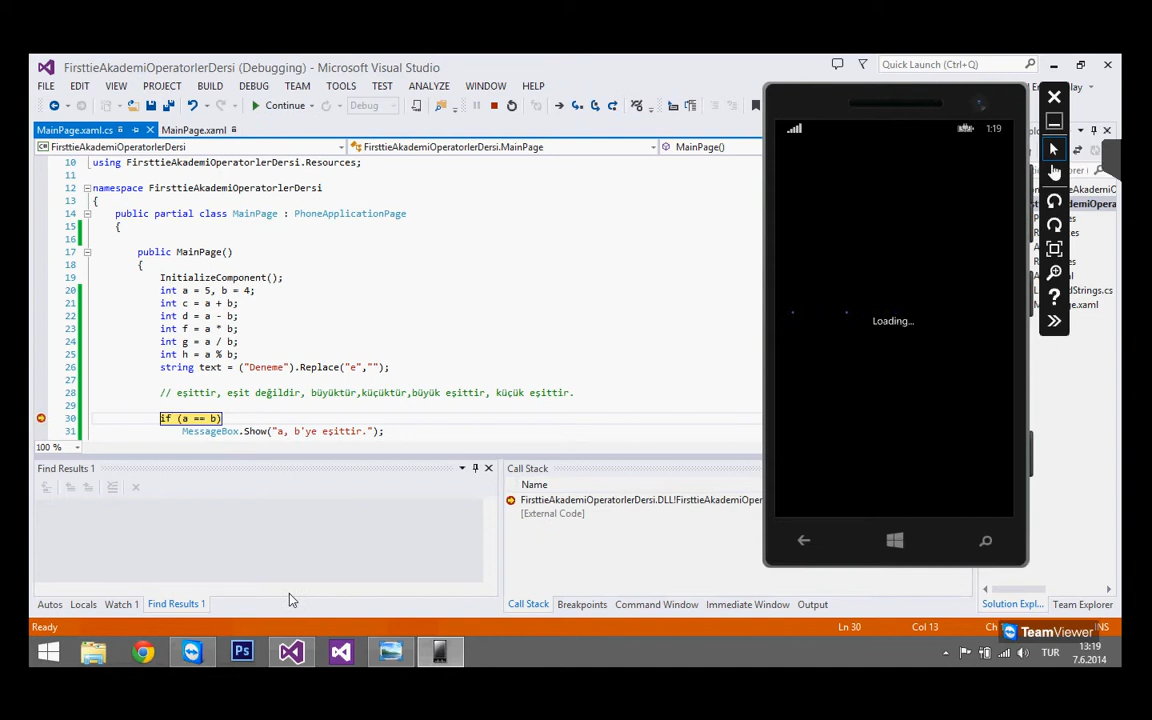 FirsttieAkademiOperatorlerDersi (Debugging) - Microsoft Visual Studio
Quick Launch (Ctrl+Q)
FILE EDIT VIEW PROJECT BUILD DEBUG TEAM TOOLS TEST ANALYZE WINDOW HELP
Continue Debug
MainPage.xaml.cs MainPage.xaml
FirsttieAkademiOperatorlerDersi FirsttieAkademiOperatorlerDersi.MainPage MainPage()
10 using FirsttieAkademiOperatorlerDersi.Resources;
11
12 namespace FirsttieAkademiOperatorlerDersi
13 {
14 public partial class MainPage : PhoneApplicationPage
15 {
16
17 public MainPage()
18 {
19 InitializeComponent();
20 int a = 5, b = 4;
21 int c = a + b;
22 int d = a - b;
23 int f = a * b;
24 int g = a / b;
25 int h = a % b;
26 string text = ("Deneme").Replace("e","");
27
28 // eşittir, eşit değildir, büyüktür,küçüktür,büyük eşittir, küçük eşittir.
29
30 if (a == b)
31 MessageBox.Show("a, b'ye eşittir.");
100 %
1:19
Loading...
Find Results 1
Call Stack
Name
FirsttieAkademiOperatorlerDersi.DLL!FirsttieAkademiOper
[External Code]
Autos Locals Watch 1 Find Results 1
Call Stack Breakpoints Command Window Immediate Window Output
Solution Expl... Team Explorer
Ready Ln 30 Col 13 INS
TeamViewer
Ps
TUR
13:19
7.6.2014